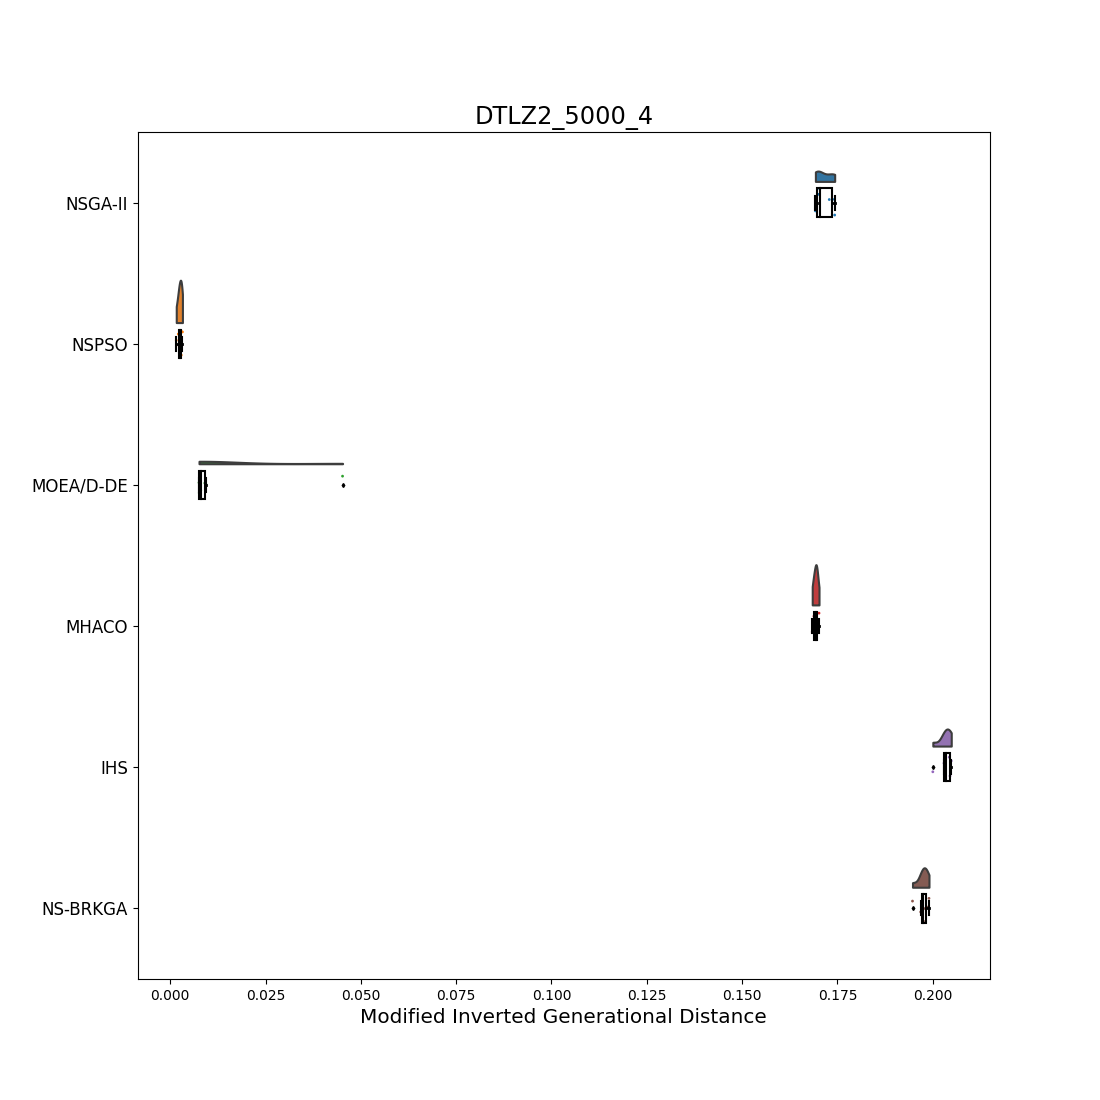 DTLZ2_5000_4
NSGA-II
NSPSO
MOEA/D-DE
MHACO
IHS
NS-BRKGA
0.000 0.025 0.050 0.075 0.100 0.125 0.150 0.175 0.200
Modified Inverted Generational Distance